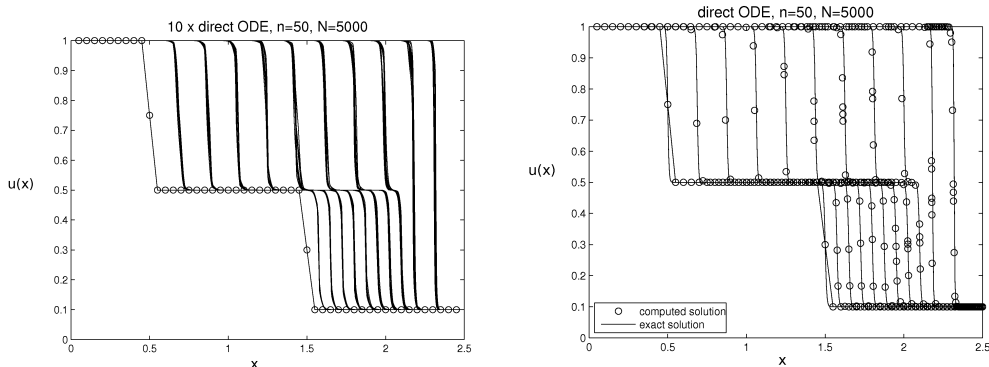 10 x direct ODE, n=50, N=5000
1
0.9
0.8
0.7
0.6
u(x)
0.5
0.4
0.3
0.2
0.1
0
0 0.5 1 1.5 2 2.5
x
direct ODE, n=50, N=5000
1
0.9
0.8
0.7
0.6
u(x)
0.5
0.4
0.3
0.2
0.1
0
computed solution
exact solution
0 0.5 1 1.5 2 2.5
x